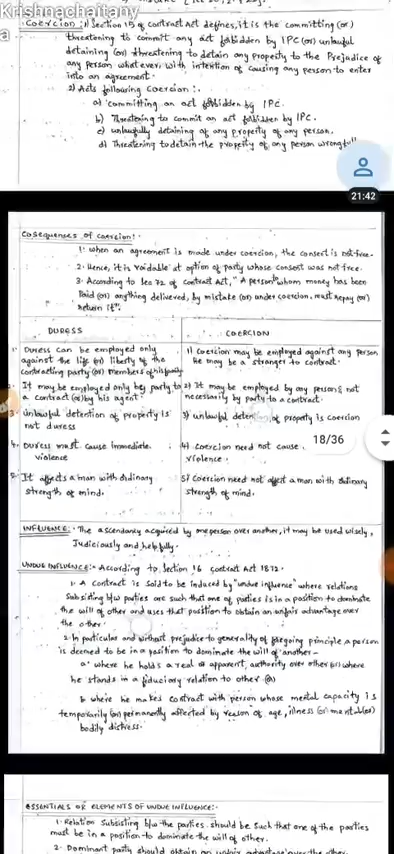 Krishnachaitany
a
Coercion :- 1) Section 15 of contract Act defines, it is the committing (or)
threatening to commit any act forbidden by IPC (or) unlawful
detaining (or) threatening to detain any property to the Prejudice of
any Person whatever, with intention of causing any person to enter
into an agreement.
2) Acts following coercion :-
a) committing an act forbidden by IPC.
b) Threatening to commit an act forbidden by IPC.
c) unlawfully detaining of any property of any person.
d) Threatening to detain the property of any person wrongfully
21:42
Cosequences of coercion:-
1. when an agreement is made under coercion, the consent is not free.
2. Hence, it is voidable at option of party whose consent was not free.
3. According to sec 72 of contract Act, "A person to whom money has been
Paid (or) anything delivered, by mistake (or) under coercion, must repay (or)
return it".
DURESS
COERCION
1. Duress can be employed only
against the life (or) liberty of the
contracting party (or) members of his family
2. It may be employed only by party to
a contract (or) by his agent.
3. Unlawful detention of property is
not duress
4. Duress must cause immediate
violence
5. It affects a man with ordinary
strength of mind.
1) Coercion may be employed against any Person
He may be a stranger to contract.
2) It may be employed by any person & not
necessarily by party to a contract.
3) unlawful detention of property is coercion
4) Coercion need not cause
violence.
5) Coercion need not affect a man with ordinary
strength of mind.
18/36
INFLUENCE:- The ascendancy acquired by one person over another, it may be used wisely,
Judiciously and helpfully.
UNDUE INFLUENCE:- According to Section 16 contract Act 1872.
1. A contract is said to be induced by "undue influence" where relations
Subsisting b/w parties are such that one of parties is in a position to dominate
the will of other and uses that position to obtain an unfair advantage over
the other.
2. In particular and without prejudice to generality of foregoing principle a person
is deemed to be in a position to dominate the will of another -
a. where he holds a real or apparent authority over other (or) where
he stands in a fiduciary relation to other (or)
b. where he makes contract with person whose mental capacity is
temporarily (or) permanently affected by reason of age, illness (or mental (or)
bodily distress.
ESSENTIALS OR ELEMENTS OF UNDUE INFLUENCE:-
1. Relation subsisting b/w the parties should be such that one of the parties
must be in a position to dominate the will of other.
2. Dominant party should obtain an unfair advantage over the other.